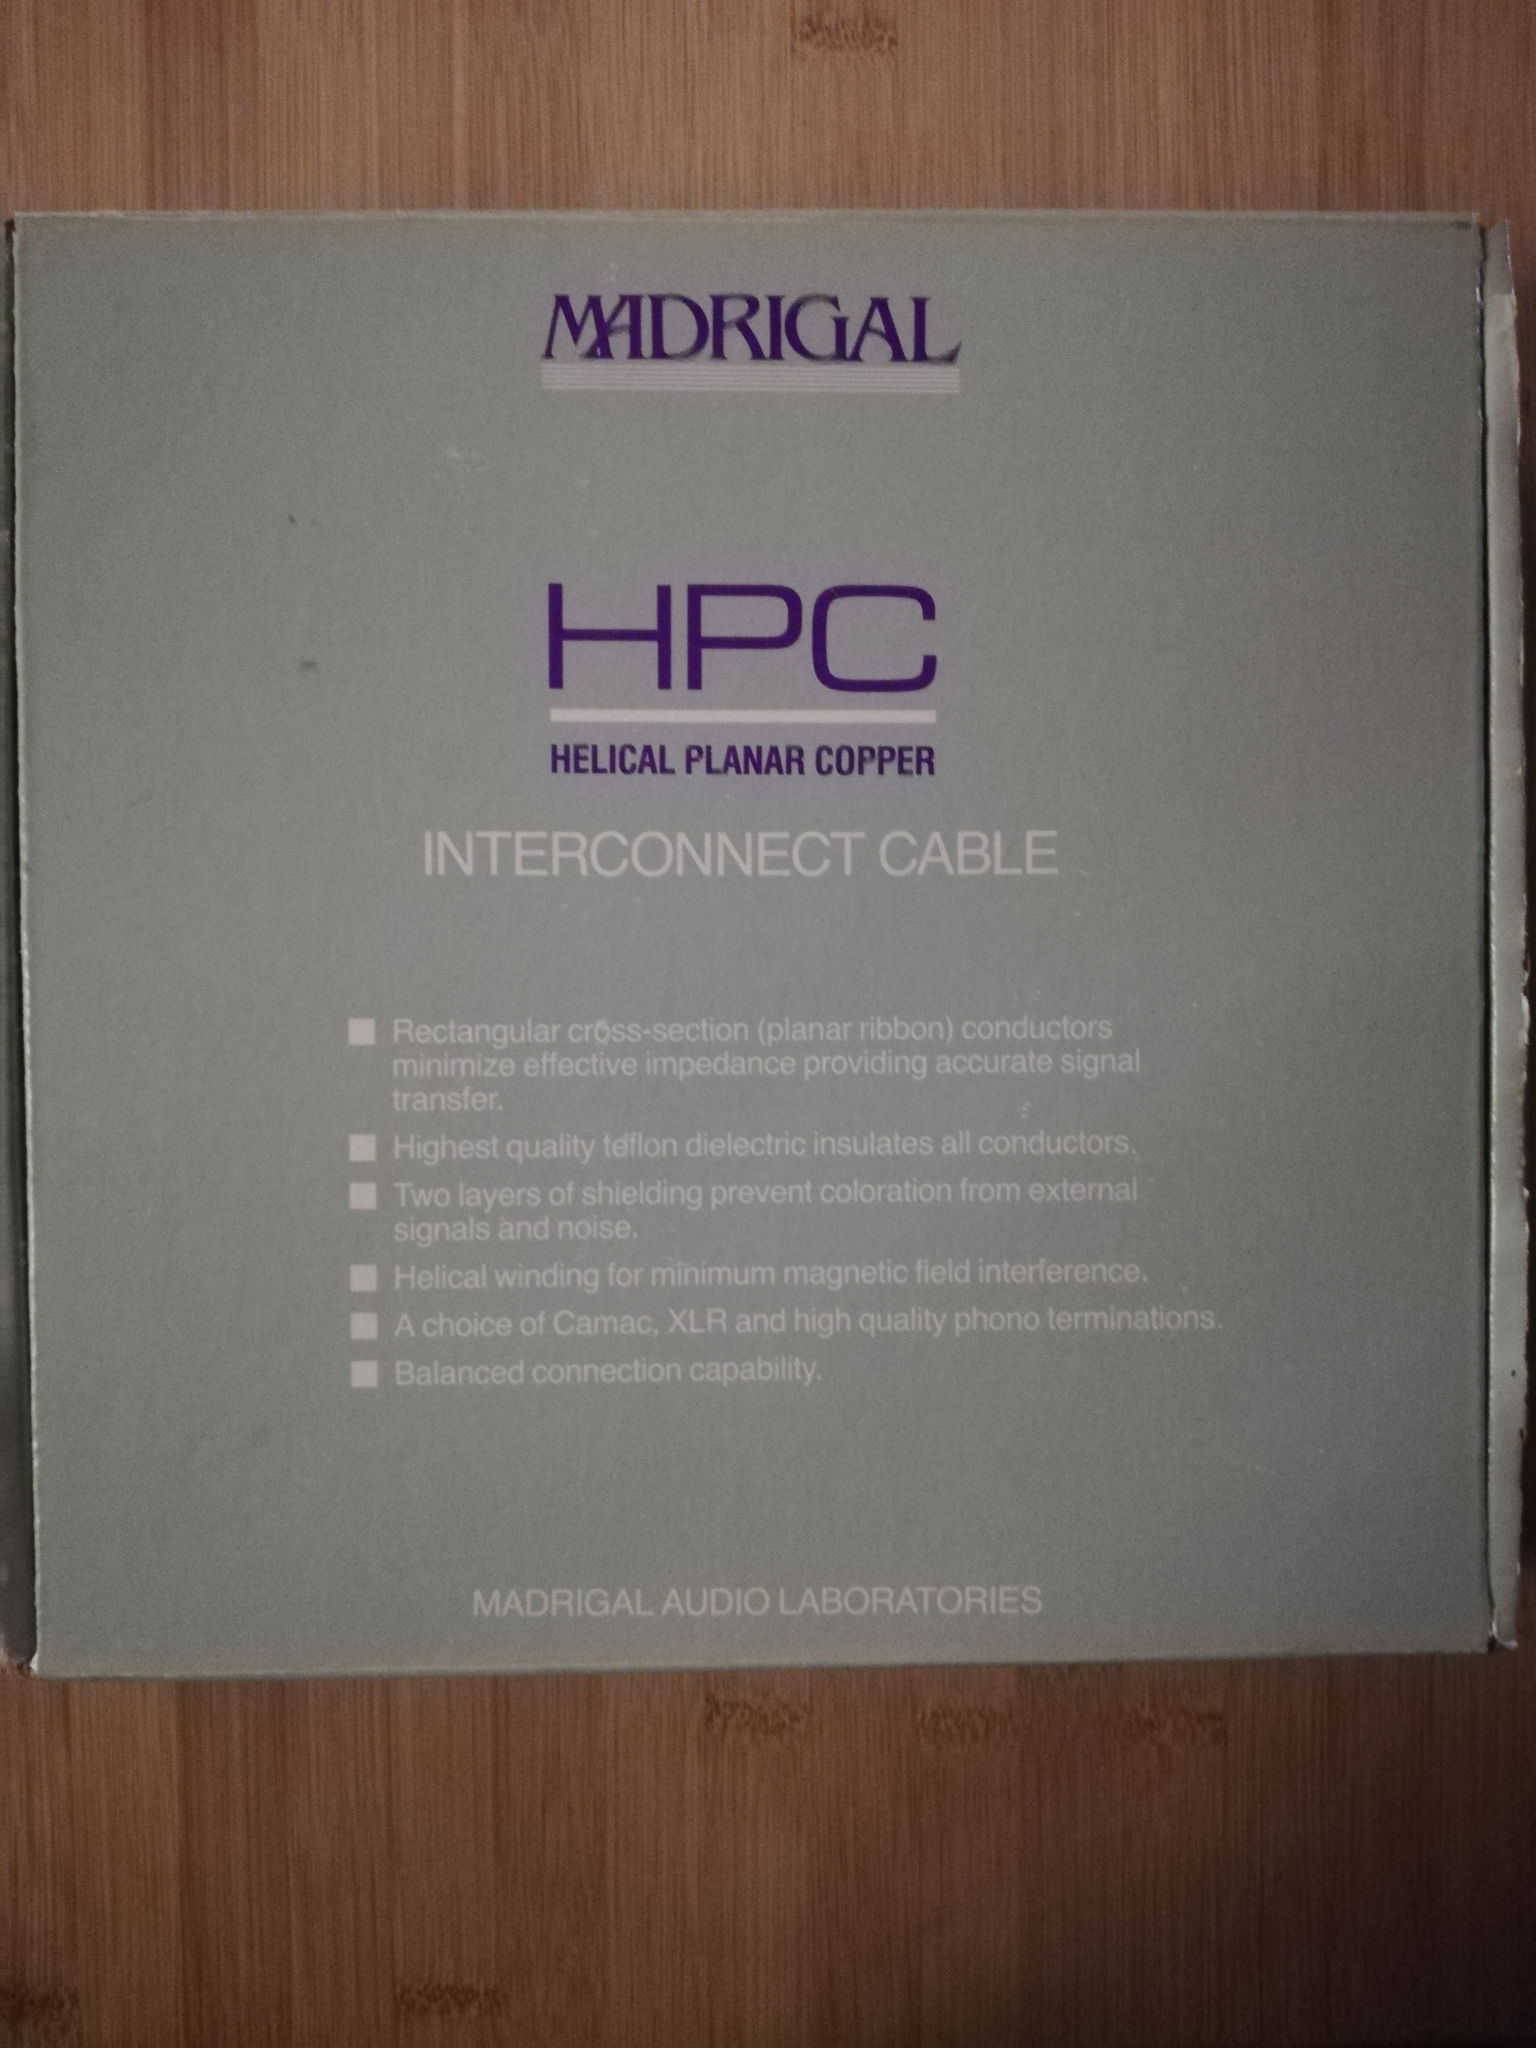 MADRIGAL
HPC
HELICAL PLANAR COPPER
INTERCONNECT CABLE
■ Rectangular cross-section (planar ribbon) conductors
minimize effective impedance providing accurate signal
transfer.
■ Highest quality teflon dielectric insulates all conductors.
■ Two layers of shielding prevent coloration from external
signals and noise.
■ Helical winding for minimum magnetic field interference.
■ A choice of Camac, XLR and high quality phono terminations.
■ Balanced connection capability.
MADRIGAL AUDIO LABORATORIES